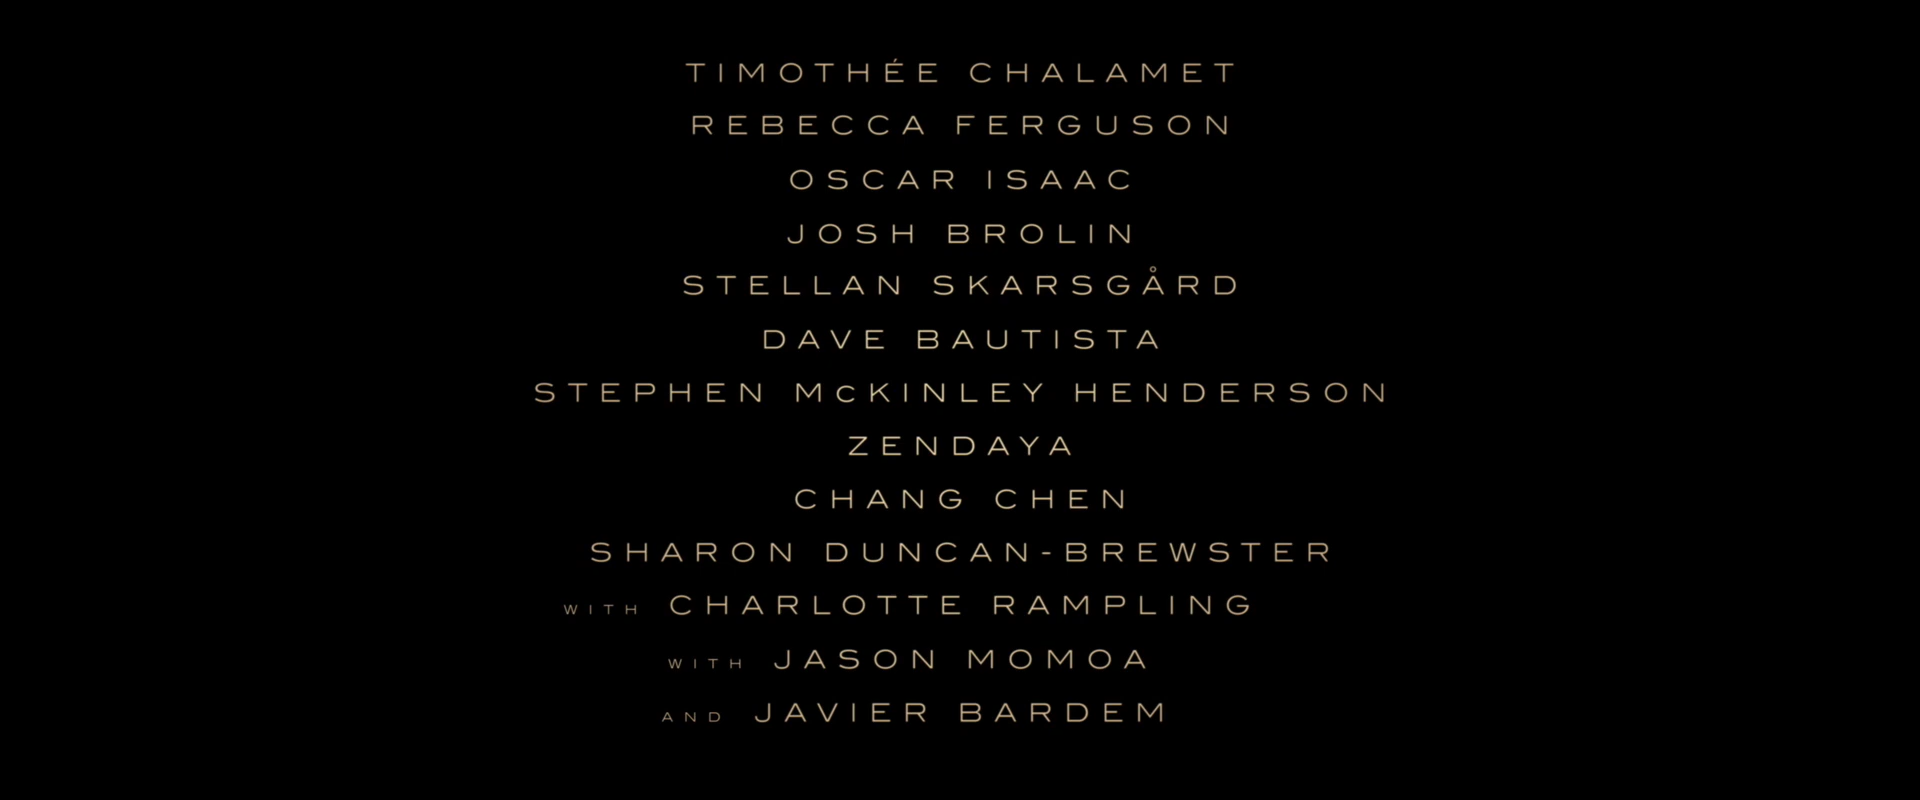 TIMOTHÉE CHALAMET
REBECCA FERGUSON
OSCAR ISAAC
JOSH BROLIN
STELLAN SKARSGÅRD
DAVE BAUTISTA
STEPHEN McKINLEY HENDERSON
ZENDAYA
CHANG CHEN
SHARON DUNCAN-BREWSTER
WITH CHARLOTTE RAMPLING
WITH JASON MOMOA
AND JAVIER BARDEM